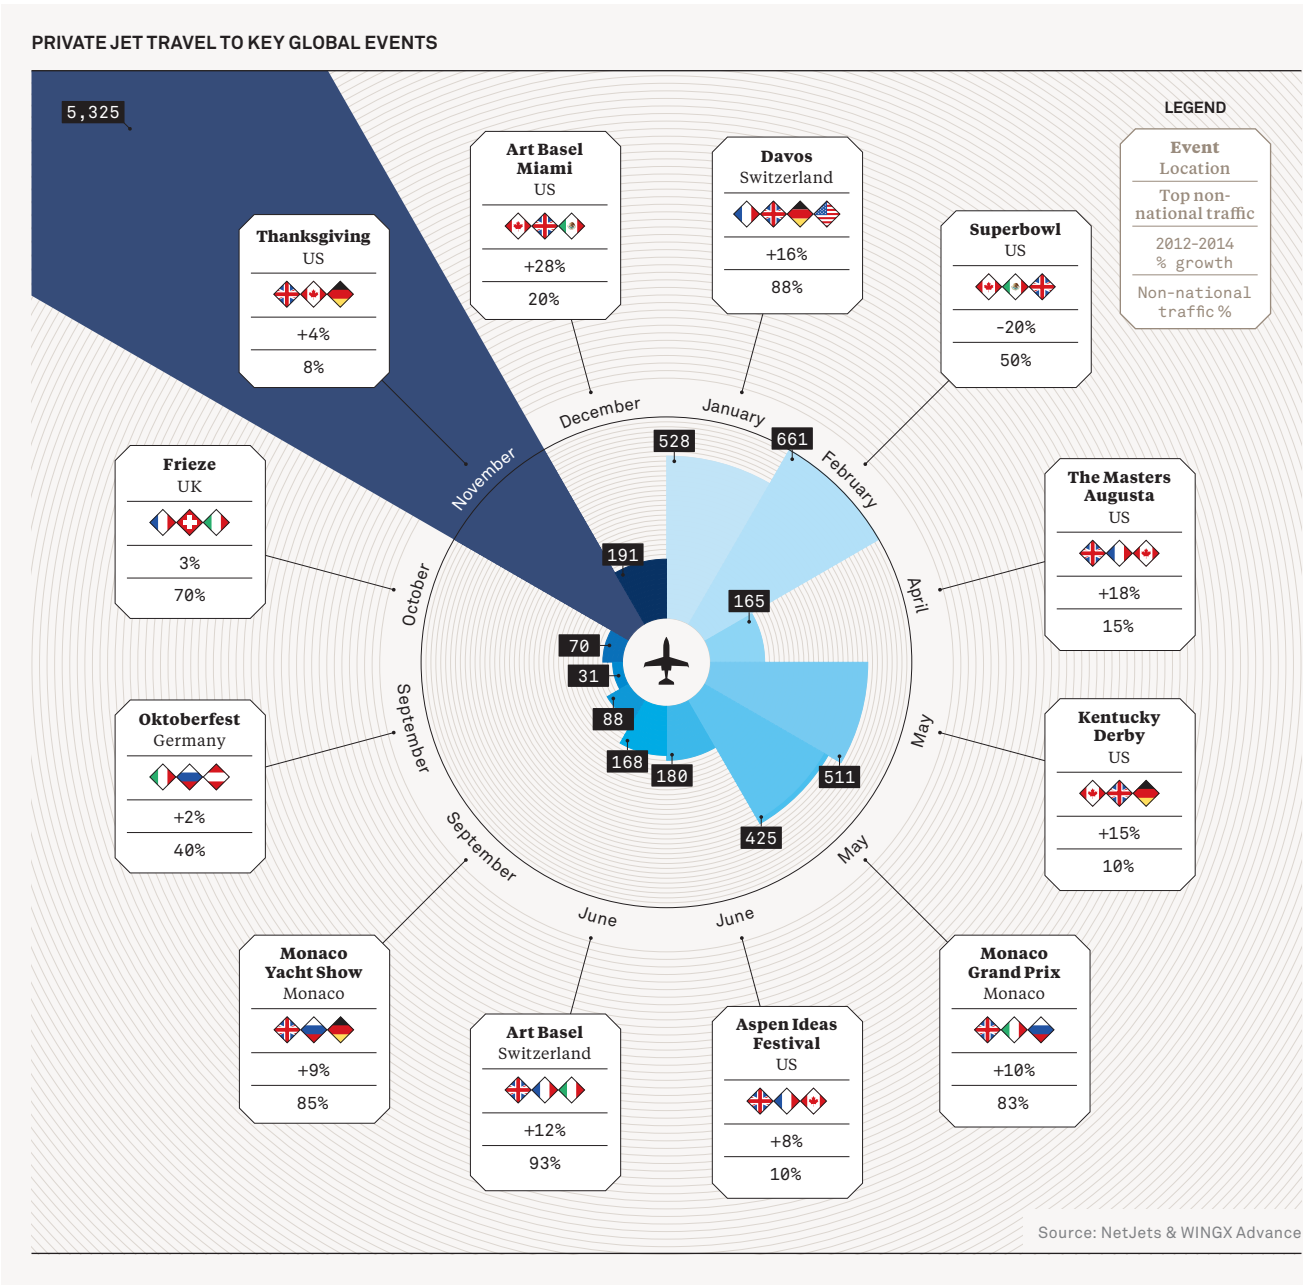 PRIVATE JET TRAVEL TO KEY GLOBAL EVENTS
5,325
LEGEND
Event
Location
Top non-
national traffic
2012-2014
% growth
Non-national
traffic %
Art Basel
Miami
US
+28%
20%
Davos
Switzerland
+16%
88%
Superbowl
US
-20%
50%
Thanksgiving
US
+4%
8%
The Masters
Augusta
US
+18%
15%
Frieze
UK
3%
70%
Kentucky
Derby
US
+15%
10%
Oktoberfest
Germany
+2%
40%
Monaco
Grand Prix
Monaco
+10%
83%
Monaco
Yacht Show
Monaco
+9%
85%
Aspen Ideas
Festival
US
+8%
10%
Art Basel
Switzerland
+12%
93%
January
February
April
May
May
June
June
September
September
October
November
December
528
661
165
511
425
180
168
88
31
70
191
Source: NetJets & WINGX Advance